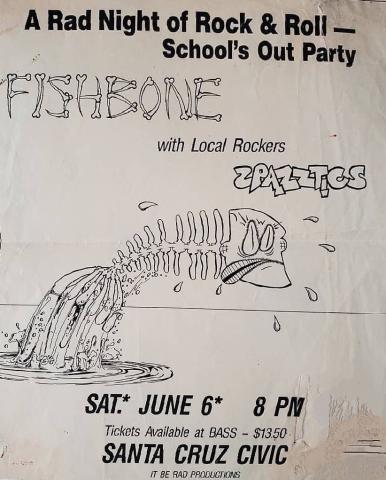 A Rad Night of Rock & Roll —
School's Out Party
FISHBONE
with Local Rockers
SPAZZTICS
SAT.* JUNE 6* 8 PM
Tickets Available at BASS - $13.50
SANTA CRUZ CIVIC
IT BE RAD PRODUCTIONS